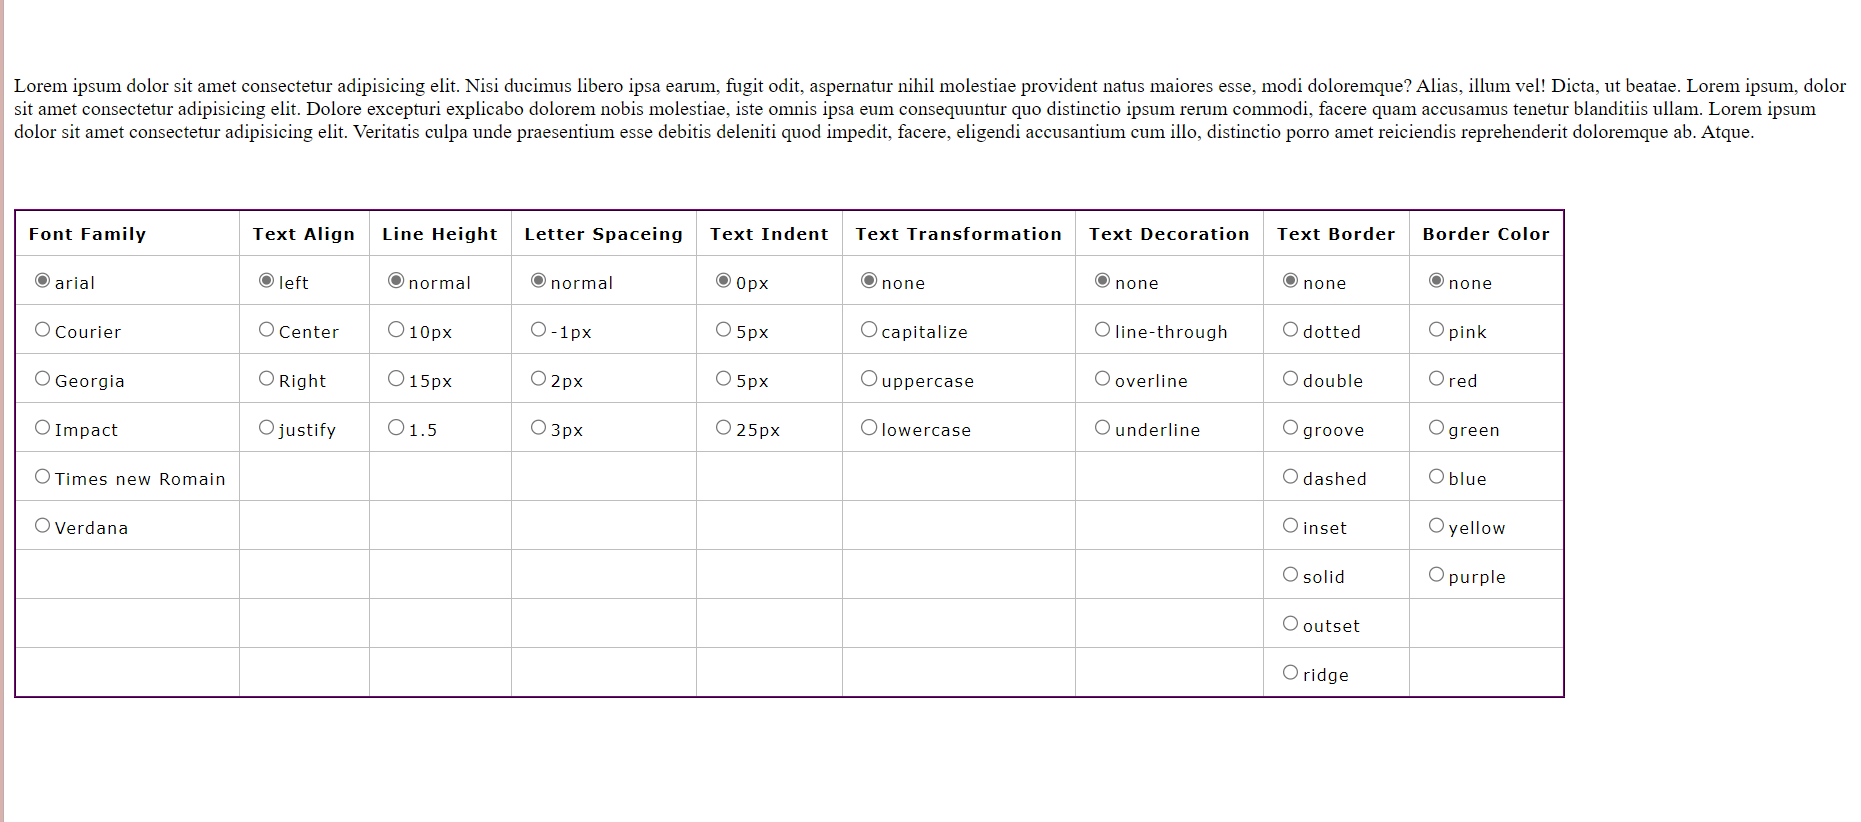 Lorem ipsum dolor sit amet consectetur adipisicing elit. Nisi ducimus libero ipsa earum, fugit odit, aspernatur nihil molestiae provident natus maiores esse, modi doloremque? Alias, illum vel! Dicta, ut beatae. Lorem ipsum, dolor
sit amet consectetur adipisicing elit. Dolore excepturi explicabo dolorem nobis molestiae, iste omnis ipsa eum consequuntur quo distinctio ipsum rerum commodi, facere quam accusamus tenetur blanditiis ullam. Lorem ipsum
dolor sit amet consectetur adipisicing elit. Veritatis culpa unde praesentium esse debitis deleniti quod impedit, facere, eligendi accusantium cum illo, distinctio porro amet reiciendis reprehenderit doloremque ab. Atque.
Font Family Text Align Line Height Letter Spaceing Text Indent Text Transformation Text Decoration Text Border Border Color
arial left normal normal 0px none none none none
Courier Center 10px -1px 5px capitalize line-through dotted pink
Georgia Right 15px 2px 5px uppercase overline double red
Impact justify 1.5 3px 25px lowercase underline groove green
Times new Romain dashed blue
Verdana inset yellow
solid purple
outset
ridge